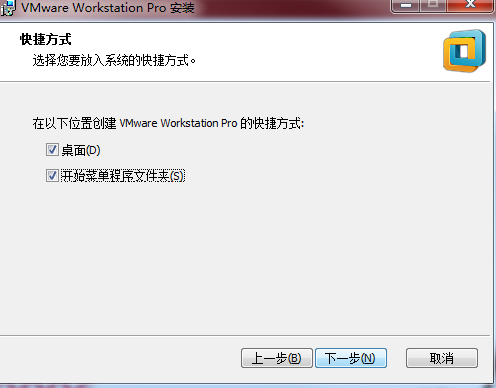 VMware Workstation Pro 安装
快捷方式
选择您要放入系统的快捷方式。
在以下位置创建 VMware Workstation Pro 的快捷方式:
桌面(D)
开始菜单程序文件夹(S)
上一步(B) 下一步(N) 取消